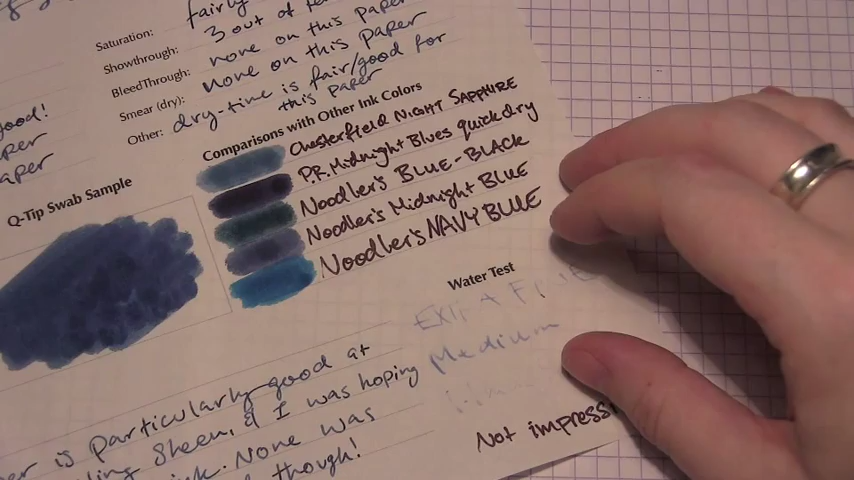 Saturation: fairly
Showthrough: 3 out of
BleedThrough: none on this paper
Smear (dry): none on this paper
Other: dry-time is fair/good for
this paper
good!
Comparisons with Other Ink Colors
Chesterfield Night Sapphire
P.R. Midnight Blues quickdry
Noodler's BLUE-BLACK
Noodler's Midnight BLUE
Noodler's NAVY BLUE
Q-Tip Swab Sample
Water Test
Medium
Not
is particularly good at
Sheen, & I was hoping
None was
though!